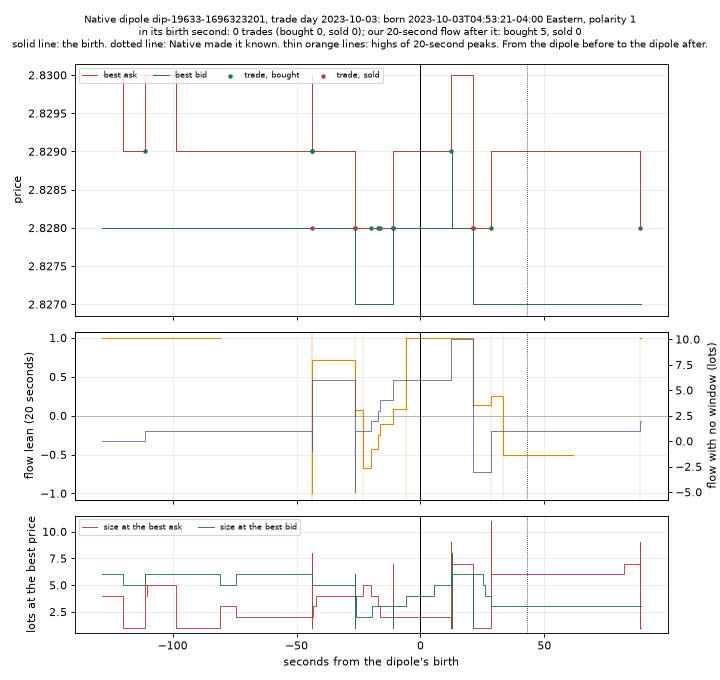 Native dipole dip-19633-1696323201, trade day 2023-10-03: born 2023-10-03T04:53:21-04:00 Eastern, polarity 1
in its birth second: 0 trades (bought 0, sold 0); our 20-second flow after it: bought 5, sold 0
solid line: the birth. dotted line: Native made it known. thin orange lines: highs of 20-second peaks. From the dipole before to the dipole after.
best ask
best bid
trade, bought
trade, sold
2.8300
2.8295
2.8290
2.8285
2.8280
2.8275
2.8270
price
1.0
0.5
0.0
−0.5
−1.0
flow lean (20 seconds)
10.0
7.5
5.0
2.5
0.0
−2.5
−5.0
flow with no window (lots)
size at the best ask
size at the best bid
10.0
7.5
5.0
2.5
lots at the best price
−100
−50
0
50
seconds from the dipole's birth